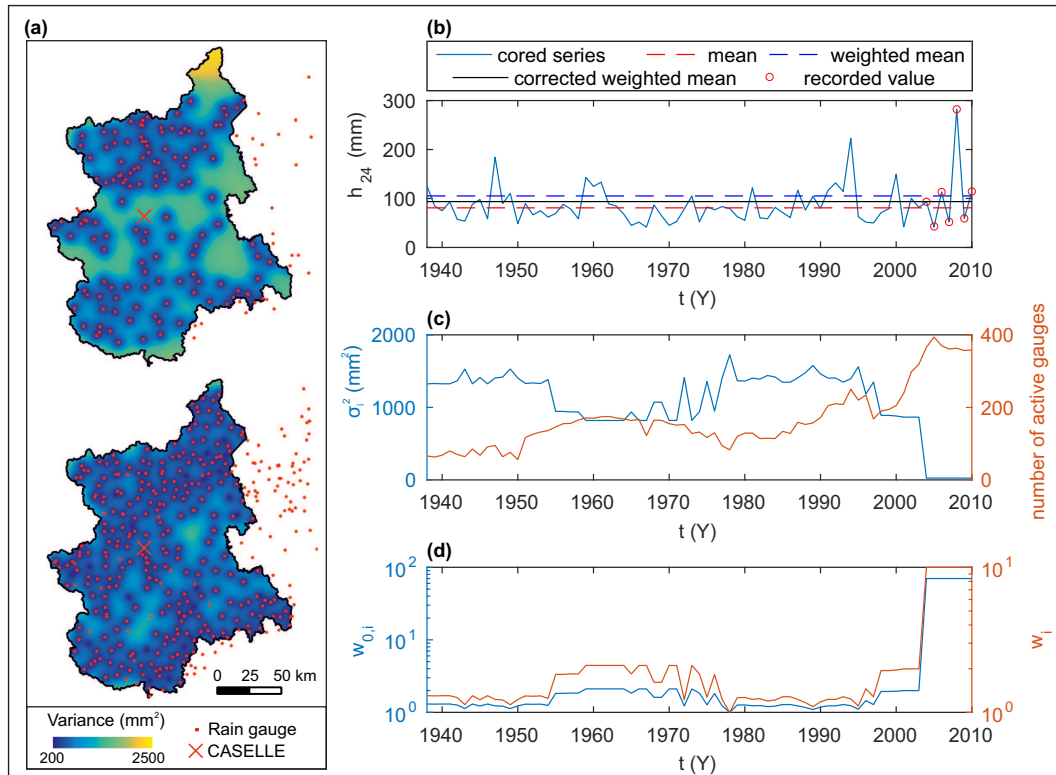 (a)
0 25 50 km
Variance (mm²)
200 2500
Rain gauge
CASELLE
(b)
cored series mean weighted mean
corrected weighted mean recorded value
300
200
100
0
h24 (mm)
1940 1950 1960 1970 1980 1990 2000 2010
t (Y)
(c)
2000
1000
0
σi² (mm²)
400
200
0
number of active gauges
1940 1950 1960 1970 1980 1990 2000 2010
t (Y)
(d)
10²
10¹
10⁰
w0,i
10¹
10⁰
wi
1940 1950 1960 1970 1980 1990 2000 2010
t (Y)